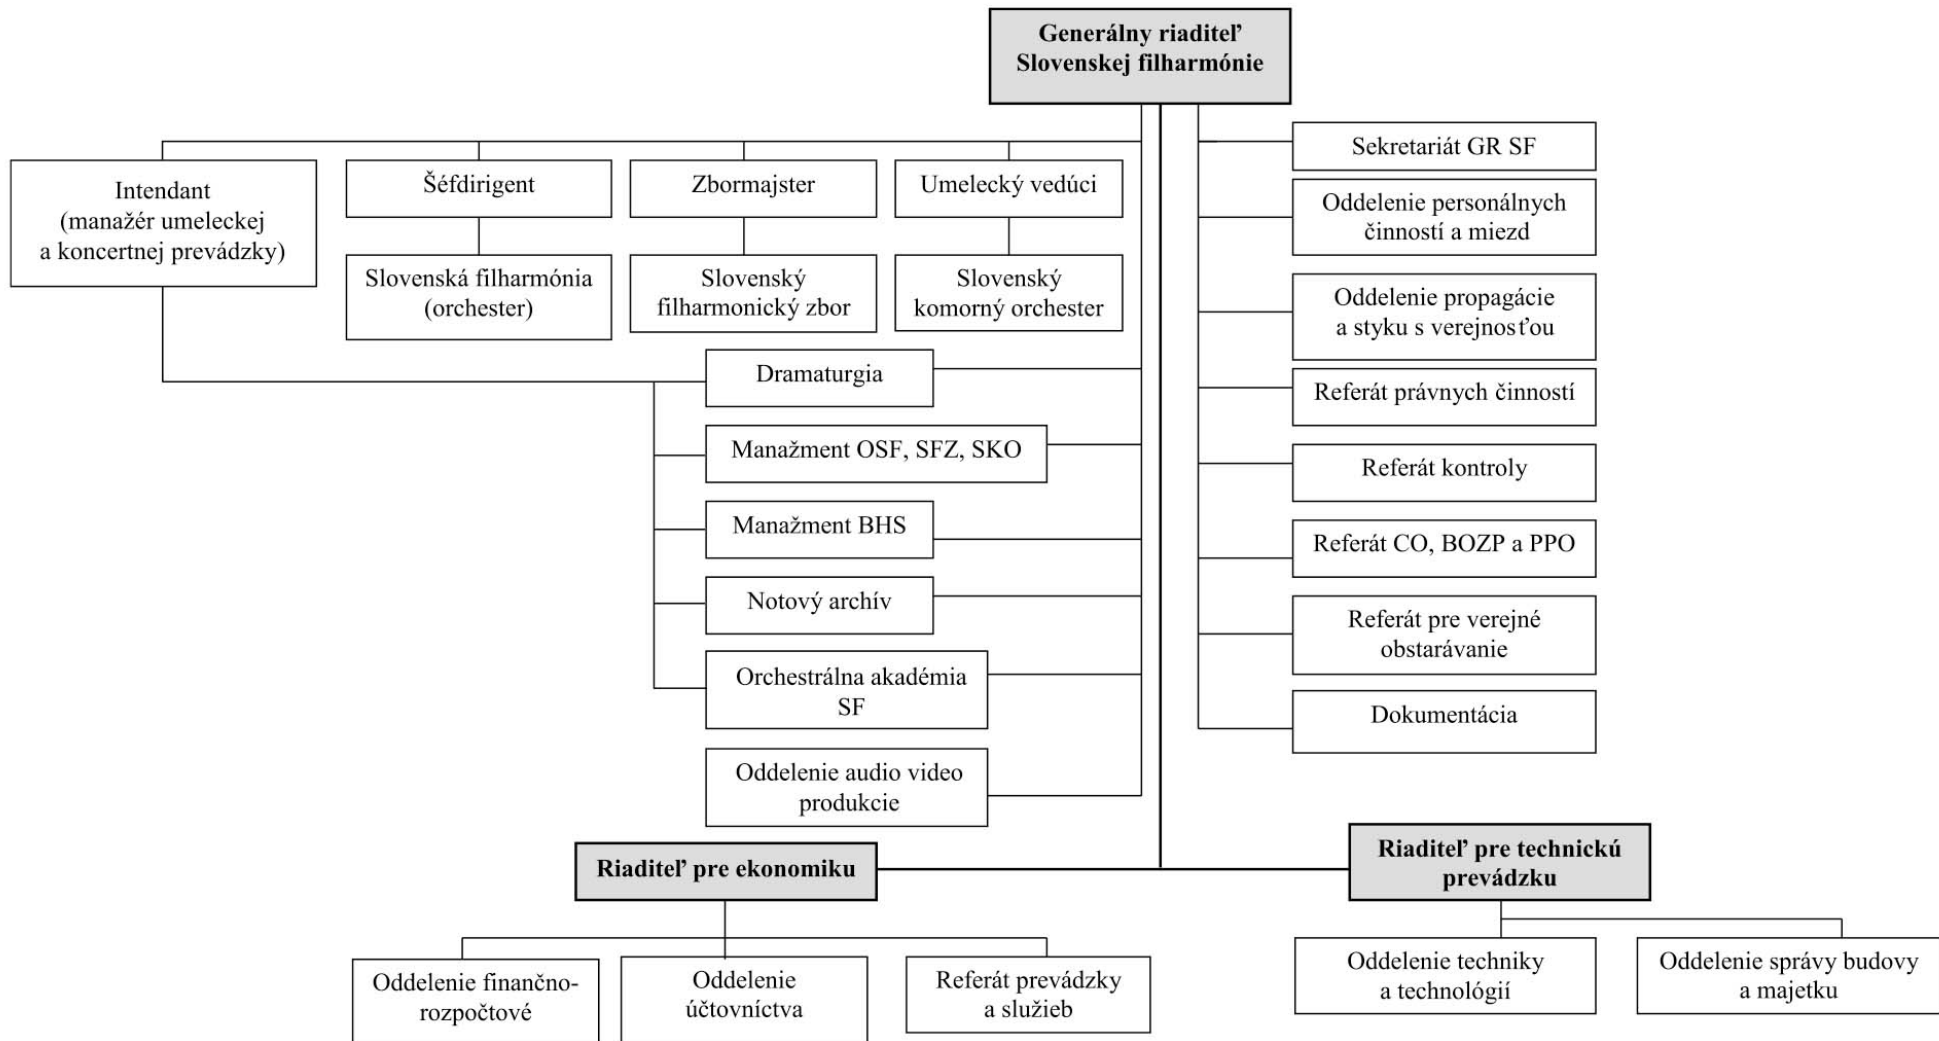 Generálny riaditeľ
Slovenskej filharmónie
Intendant
(manažér umeleckej
a koncertnej prevádzky)
Šéfdirigent
Zbormajster
Umelecký vedúci
Slovenská filharmónia
(orchester)
Slovenský
filharmonický zbor
Slovenský
komorný orchester
Dramaturgia
Manažment OSF, SFZ, SKO
Manažment BHS
Notový archív
Orchestrálna akadémia
SF
Oddelenie audio video
produkcie
Sekretariát GR SF
Oddelenie personálnych
činností a miezd
Oddelenie propagácie
a styku s verejnosťou
Referát právnych činností
Referát kontroly
Referát CO, BOZP a PPO
Referát pre verejné
obstarávanie
Dokumentácia
Riaditeľ pre ekonomiku
Riaditeľ pre technickú
prevádzku
Oddelenie finančno-
rozpočtové
Oddelenie
účtovníctva
Referát prevádzky
a služieb
Oddelenie techniky
a technológií
Oddelenie správy budovy
a majetku